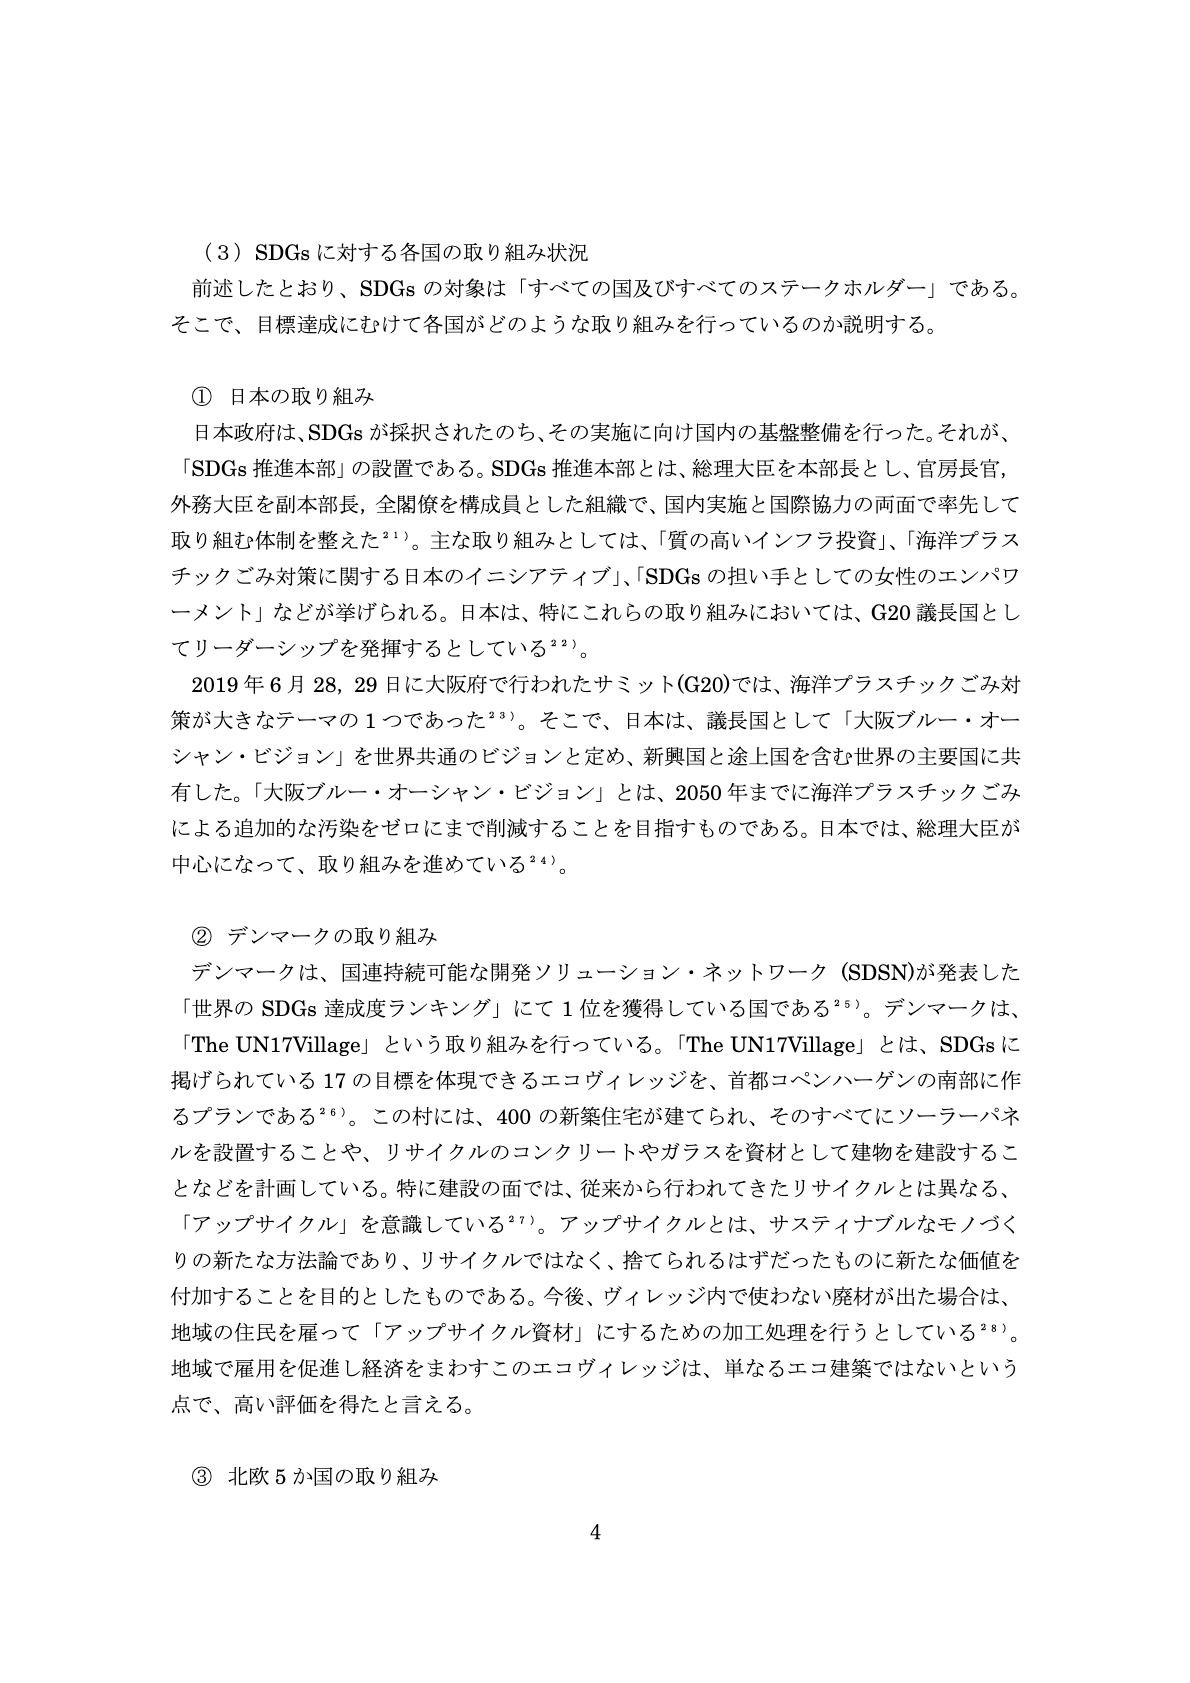 （３）SDGs に対する各国の取り組み状況
前述したとおり、SDGs の対象は「すべての国及びすべてのステークホルダー」である。
そこで、目標達成にむけて各国がどのような取り組みを行っているのか説明する。
① 日本の取り組み
日本政府は、SDGs が採択されたのち、その実施に向け国内の基盤整備を行った。それが、
「SDGs 推進本部」の設置である。SDGs 推進本部とは、総理大臣を本部長とし、官房長官,
外務大臣を副本部長, 全閣僚を構成員とした組織で、国内実施と国際協力の両面で率先して
取り組む体制を整えた²¹⁾。主な取り組みとしては、「質の高いインフラ投資」、「海洋プラス
チックごみ対策に関する日本のイニシアティブ」、「SDGs の担い手としての女性のエンパワ
ーメント」などが挙げられる。日本は、特にこれらの取り組みにおいては、G20 議長国とし
てリーダーシップを発揮するとしている²²⁾。
2019 年 6 月 28, 29 日に大阪府で行われたサミット(G20)では、海洋プラスチックごみ対
策が大きなテーマの 1 つであった²³⁾。そこで、日本は、議長国として「大阪ブルー・オー
シャン・ビジョン」を世界共通のビジョンと定め、新興国と途上国を含む世界の主要国に共
有した。「大阪ブルー・オーシャン・ビジョン」とは、2050 年までに海洋プラスチックごみ
による追加的な汚染をゼロにまで削減することを目指すものである。日本では、総理大臣が
中心になって、取り組みを進めている²⁴⁾。
② デンマークの取り組み
デンマークは、国連持続可能な開発ソリューション・ネットワーク (SDSN)が発表した
「世界の SDGs 達成度ランキング」にて 1 位を獲得している国である²⁵⁾。デンマークは、
「The UN17Village」という取り組みを行っている。「The UN17Village」とは、SDGs に
掲げられている 17 の目標を体現できるエコヴィレッジを、首都コペンハーゲンの南部に作
るプランである²⁶⁾。この村には、400 の新築住宅が建てられ、そのすべてにソーラーパネ
ルを設置することや、リサイクルのコンクリートやガラスを資材として建物を建設するこ
となどを計画している。特に建設の面では、従来から行われてきたリサイクルとは異なる、
「アップサイクル」を意識している²⁷⁾。アップサイクルとは、サスティナブルなモノづく
りの新たな方法論であり、リサイクルではなく、捨てられるはずだったものに新たな価値を
付加することを目的としたものである。今後、ヴィレッジ内で使わない廃材が出た場合は、
地域の住民を雇って「アップサイクル資材」にするための加工処理を行うとしている²⁸⁾。
地域で雇用を促進し経済をまわすこのエコヴィレッジは、単なるエコ建築ではないという
点で、高い評価を得たと言える。
③ 北欧 5 か国の取り組み
4